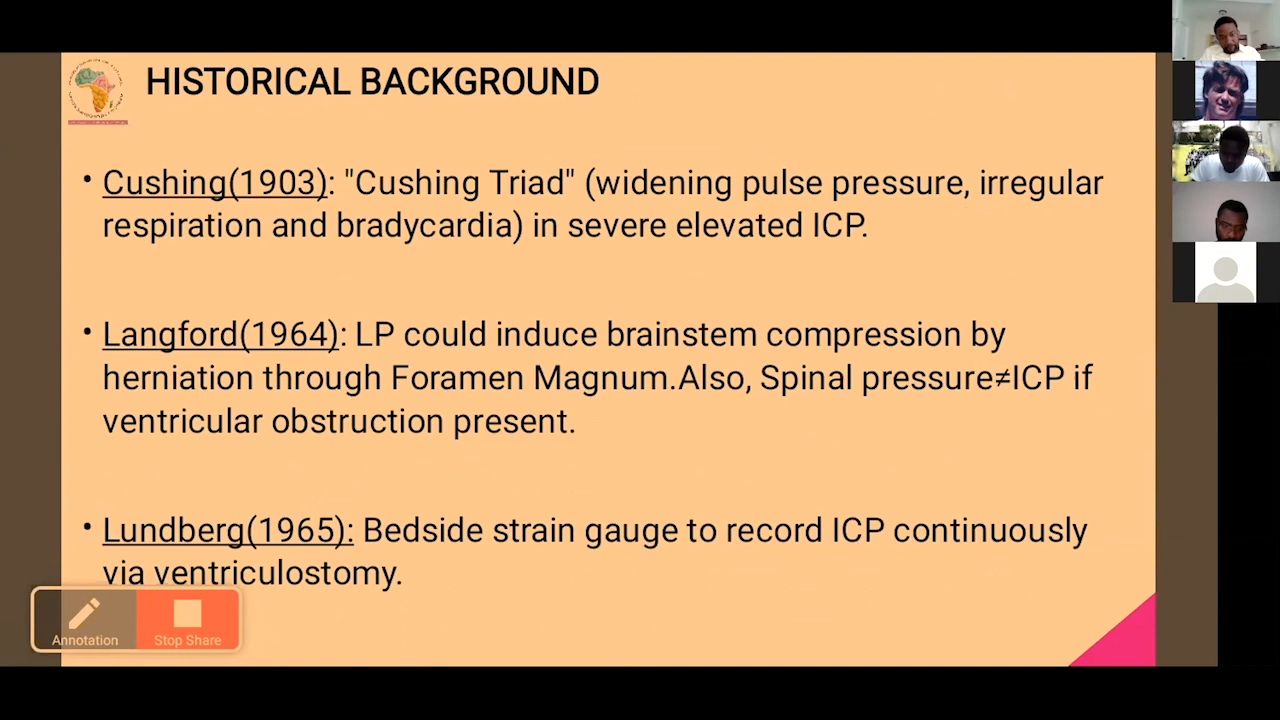 HISTORICAL BACKGROUND
• Cushing(1903): "Cushing Triad" (widening pulse pressure, irregular
respiration and bradycardia) in severe elevated ICP.
• Langford(1964): LP could induce brainstem compression by
herniation through Foramen Magnum.Also, Spinal pressure≠ICP if
ventricular obstruction present.
• Lundberg(1965): Bedside strain gauge to record ICP continuously
via ventriculostomy.
Annotation
Stop Share